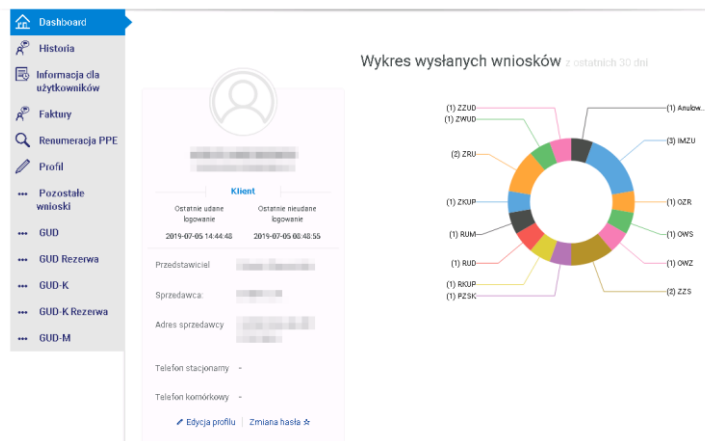 Dashboard
Historia
Informacja dla
użytkowników
Faktury
Renumeracja PPE
Profil
Pozostałe
wnioski
GUD
GUD Rezerwa
GUD-K
GUD-K Rezerwa
GUD-M
Klient
Ostatnie udane
logowanie
Ostatnie nieudane
logowanie
2019-07-05 14:44:48
2019-07-05 08:48:55
Przedstawiciel
Sprzedawca:
Adres sprzedawcy
Telefon stacjonarny -
Telefon komórkowy -
Edycja profilu | Zmiana hasła
Wykres wysłanych wniosków z ostatnich 30 dni
(1) ZZUD
(1) ZWUD
(2) ZRU
(1) ZKUP
(1) RUM
(1) RUD
(1) RKUP
(1) PZSK
(1) Anulow...
(3) IMZU
(1) OZR
(1) OWS
(1) OWZ
(2) ZZS